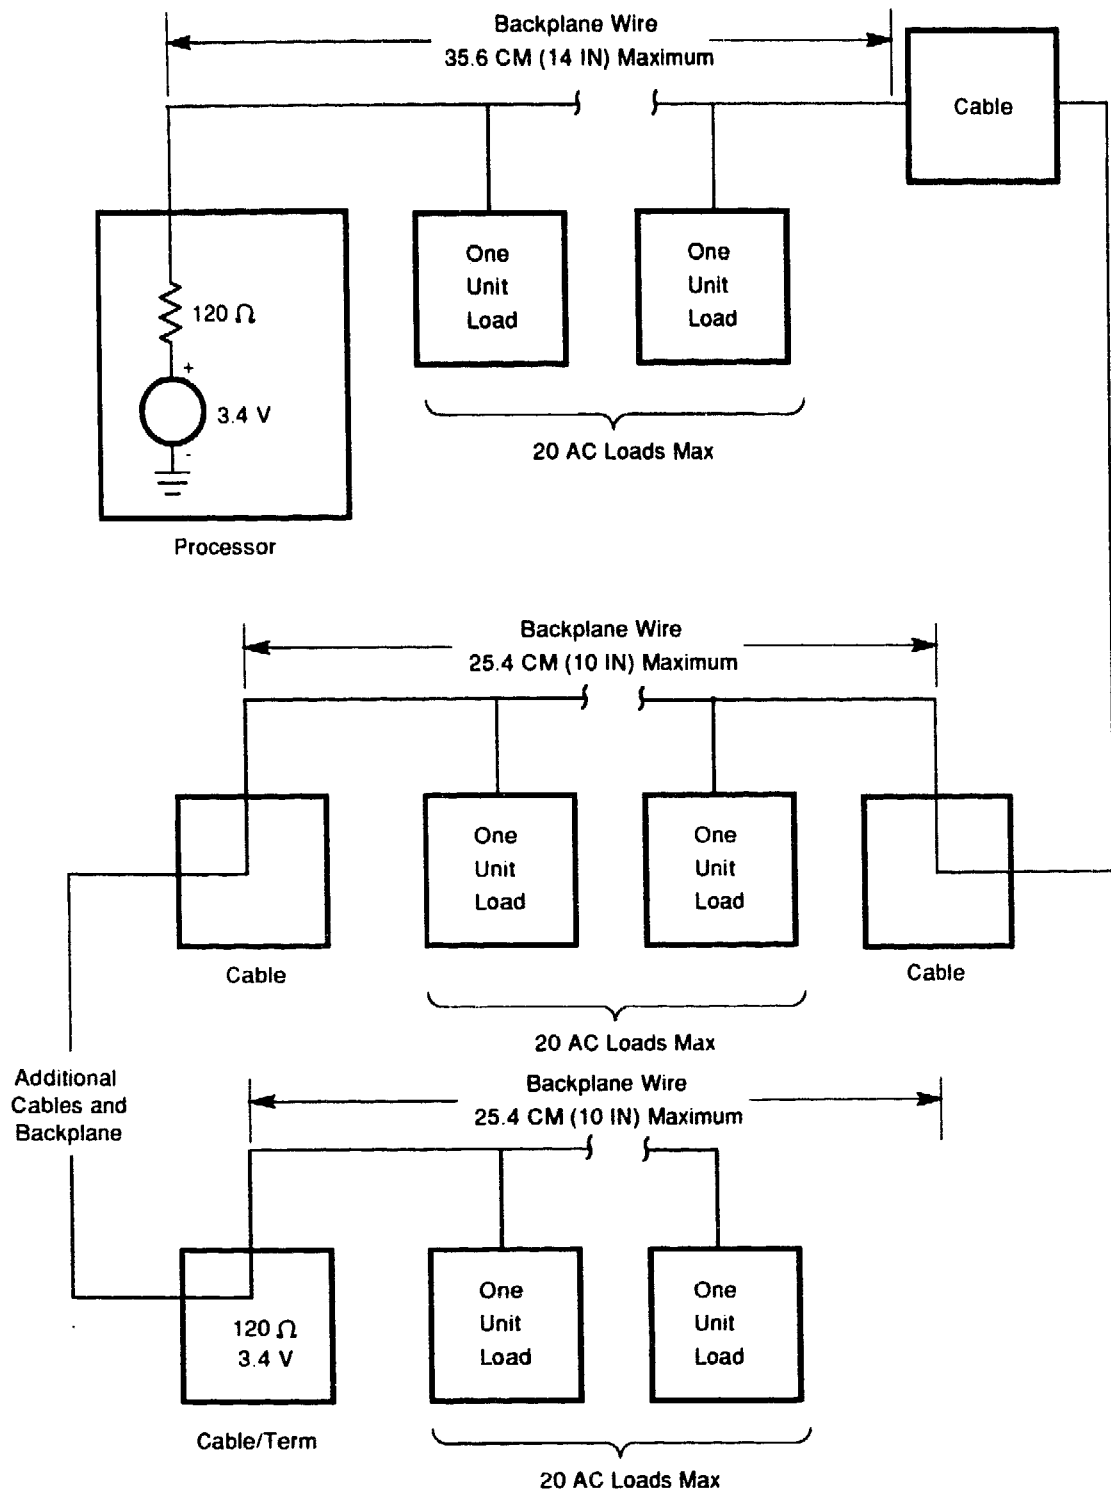 Backplane Wire
35.6 CM (14 IN) Maximum
Cable
One
Unit
Load
One
Unit
Load
120 Ω
+
3.4 V
-
20 AC Loads Max
Processor
Backplane Wire
25.4 CM (10 IN) Maximum
One
Unit
Load
One
Unit
Load
Cable
Cable
20 AC Loads Max
Additional
Cables and
Backplane
Backplane Wire
25.4 CM (10 IN) Maximum
120 Ω
3.4 V
One
Unit
Load
One
Unit
Load
Cable/Term
20 AC Loads Max